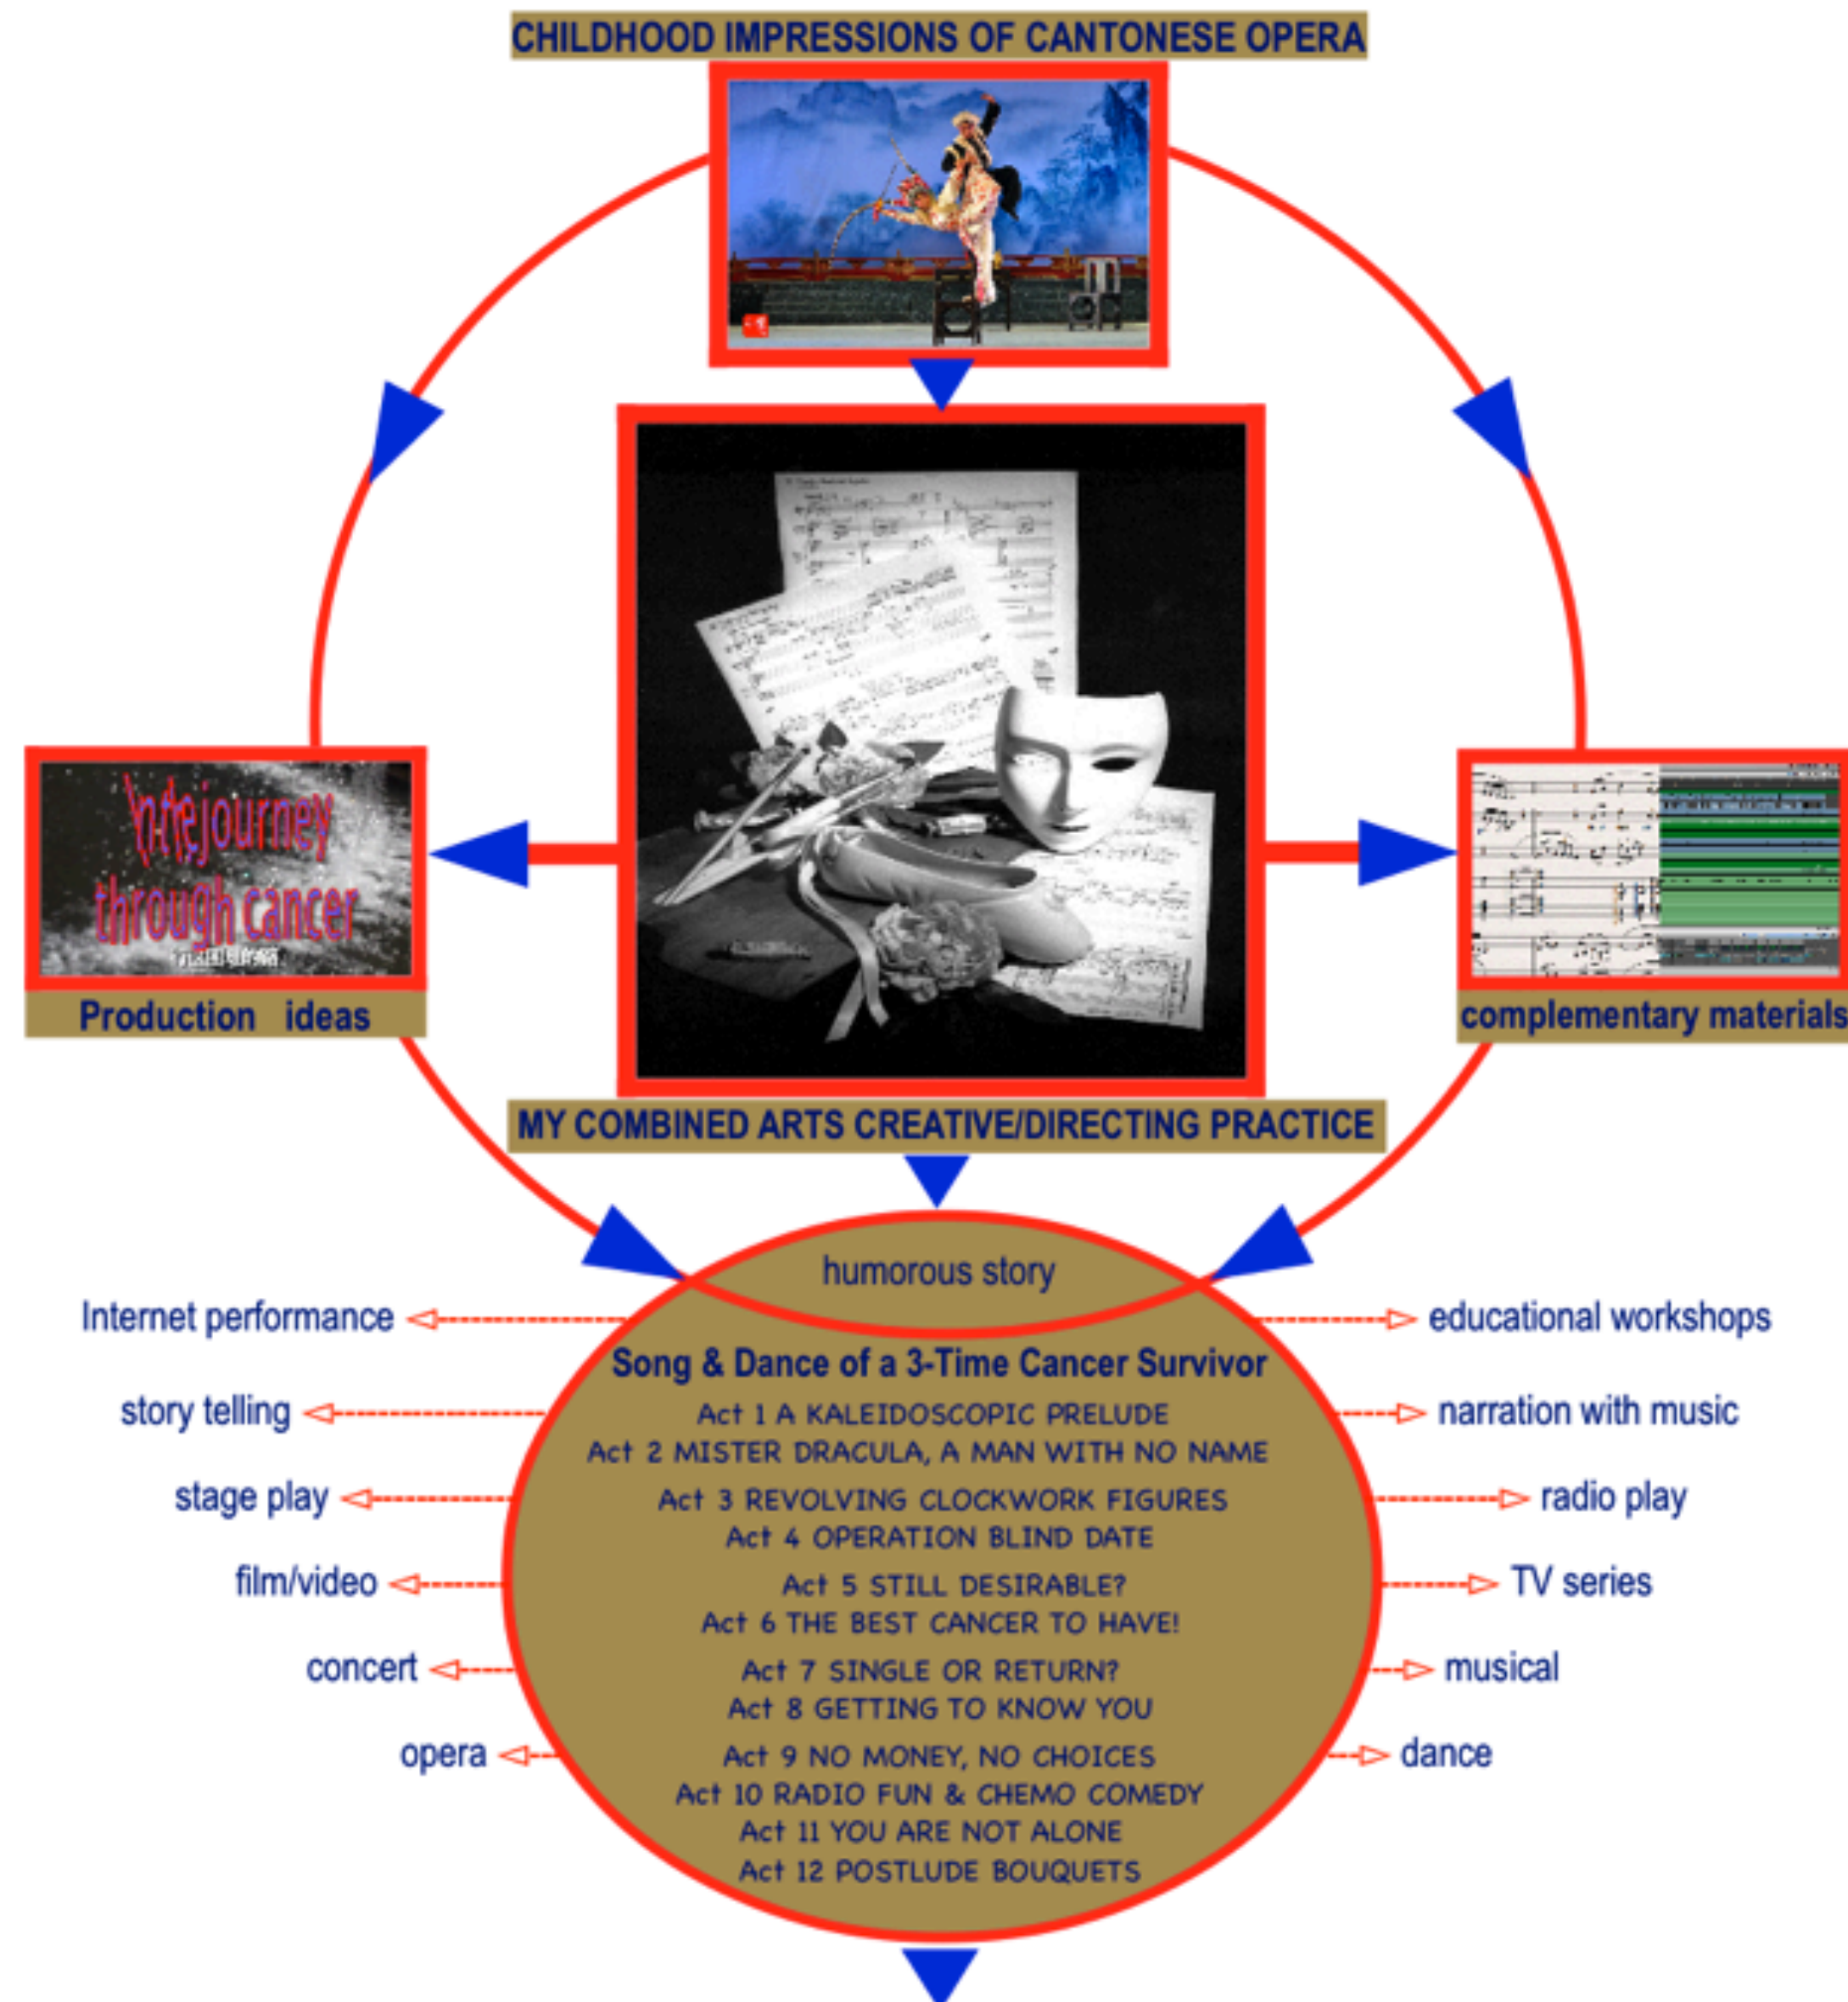 CHILDHOOD IMPRESSIONS OF CANTONESE OPERA
journey
through cancer
Production ideas
complementary materials
MY COMBINED ARTS CREATIVE/DIRECTING PRACTICE
humorous story
Internet performance
educational workshops
Song & Dance of a 3-Time Cancer Survivor
story telling
Act 1 A KALEIDOSCOPIC PRELUDE
narration with music
Act 2 MISTER DRACULA, A MAN WITH NO NAME
stage play
Act 3 REVOLVING CLOCKWORK FIGURES
radio play
Act 4 OPERATION BLIND DATE
film/video
Act 5 STILL DESIRABLE?
TV series
Act 6 THE BEST CANCER TO HAVE!
concert
Act 7 SINGLE OR RETURN?
musical
Act 8 GETTING TO KNOW YOU
opera
Act 9 NO MONEY, NO CHOICES
dance
Act 10 RADIO FUN & CHEMO COMEDY
Act 11 YOU ARE NOT ALONE
Act 12 POSTLUDE BOUQUETS